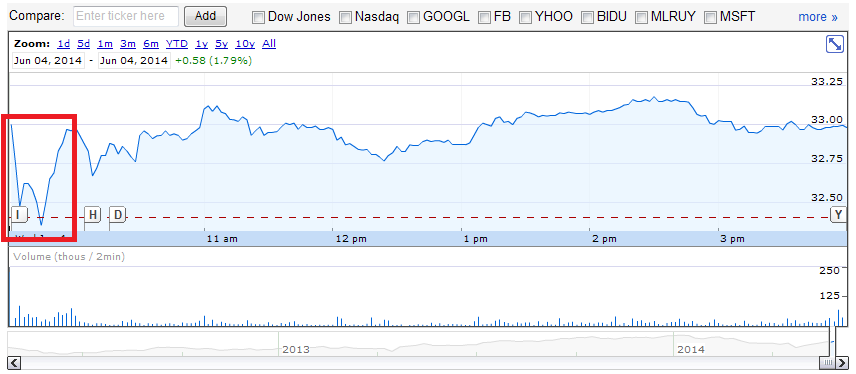 Compare: Enter ticker here Add Dow Jones Nasdaq GOOGL FB YHOO BIDU MLRUY MSFT more »
Zoom: 1d 5d 1m 3m 6m YTD 1y 5y 10y All
Jun 04, 2014 - Jun 04, 2014 +0.58 (1.79%)
33.25
33.00
32.75
32.50
I H D Y
11 am 12 pm 1 pm 2 pm 3 pm
Volume (thous / 2min)
250
125
2013 2014